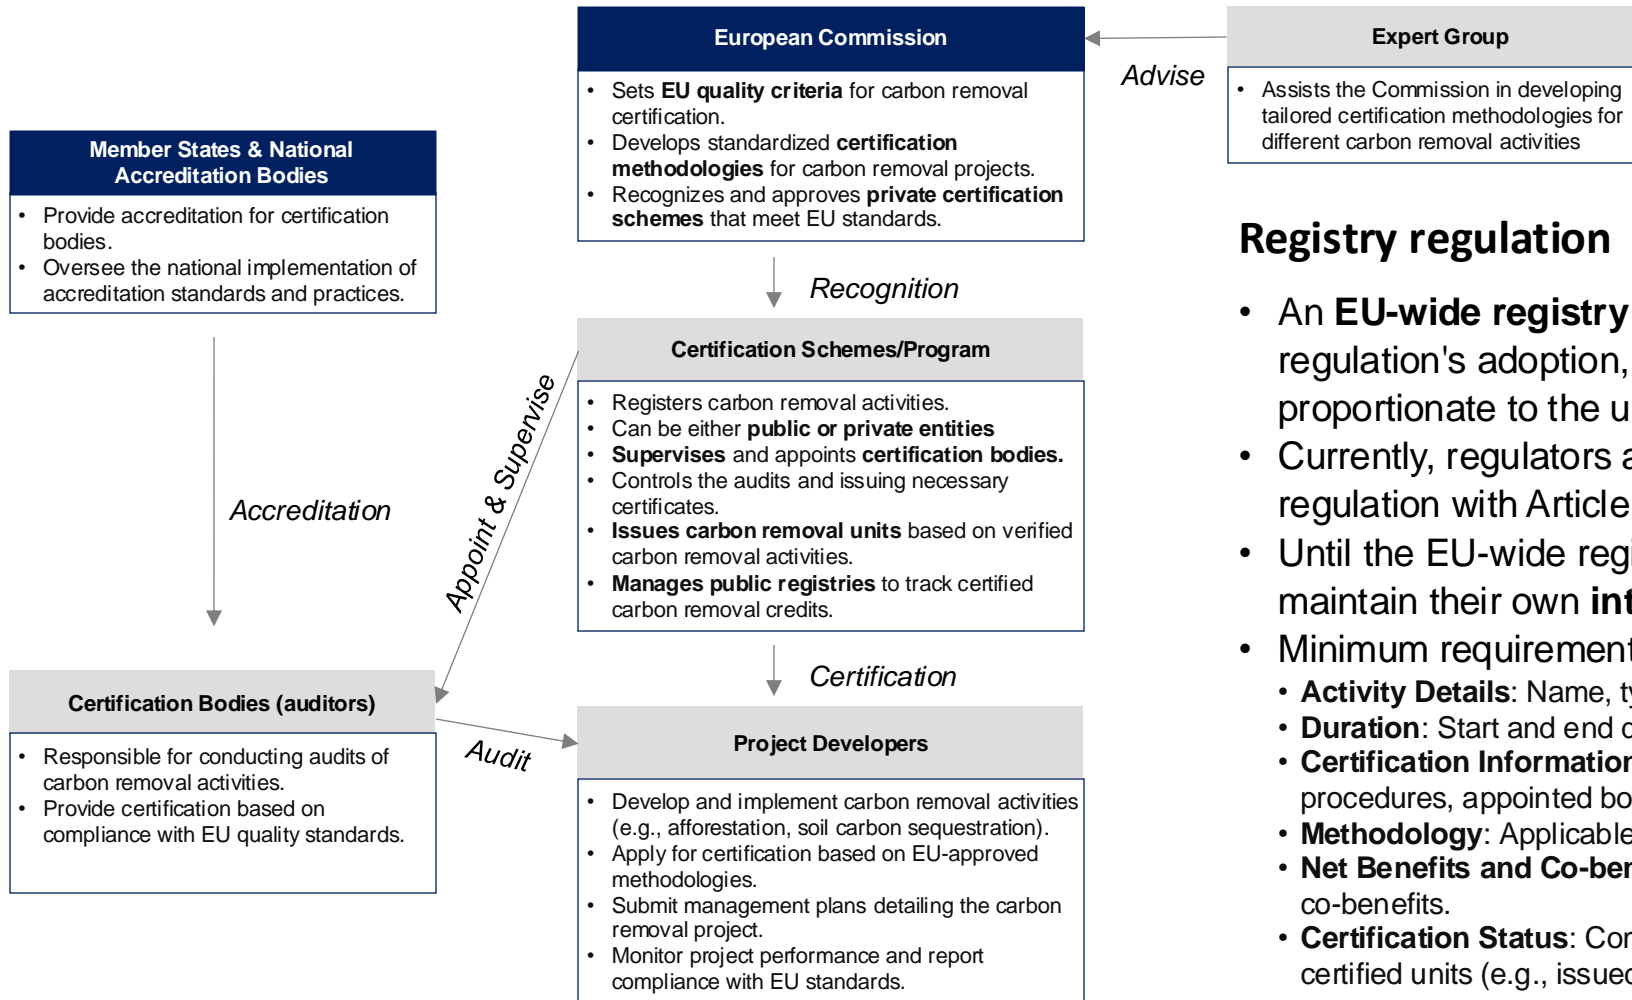 European Commission
• Sets EU quality criteria for carbon removal
certification.
• Develops standardized certification
methodologies for carbon removal projects.
• Recognizes and approves private certification
schemes that meet EU standards.
Advise
Expert Group
• Assists the Commission in developing
tailored certification methodologies for
different carbon removal activities
Member States & National
Accreditation Bodies
• Provide accreditation for certification
bodies.
• Oversee the national implementation of
accreditation standards and practices.
Recognition
Certification Schemes/Program
• Registers carbon removal activities.
• Can be either public or private entities
• Supervises and appoints certification bodies.
• Controls the audits and issuing necessary
certificates.
• Issues carbon removal units based on verified
carbon removal activities.
• Manages public registries to track certified
carbon removal credits.
Accreditation
Appoint & Supervise
Certification
Certification Bodies (auditors)
• Responsible for conducting audits of
carbon removal activities.
• Provide certification based on
compliance with EU quality standards.
Audit
Project Developers
• Develop and implement carbon removal activities
(e.g., afforestation, soil carbon sequestration).
• Apply for certification based on EU-approved
methodologies.
• Submit management plans detailing the carbon
removal project.
• Monitor project performance and report
compliance with EU standards.
Registry regulation
• An EU-wide registry
regulation's adoption,
proportionate to the
• Currently, regulators
regulation with Article
• Until the EU-wide
maintain their own
• Minimum
• Activity Details: Name,
• Duration: Start and end
• Certification
procedures, appointed
• Methodology: Applicable
• Net Benefits and
co-benefits.
• Certification Status:
certified units (e.g., issued